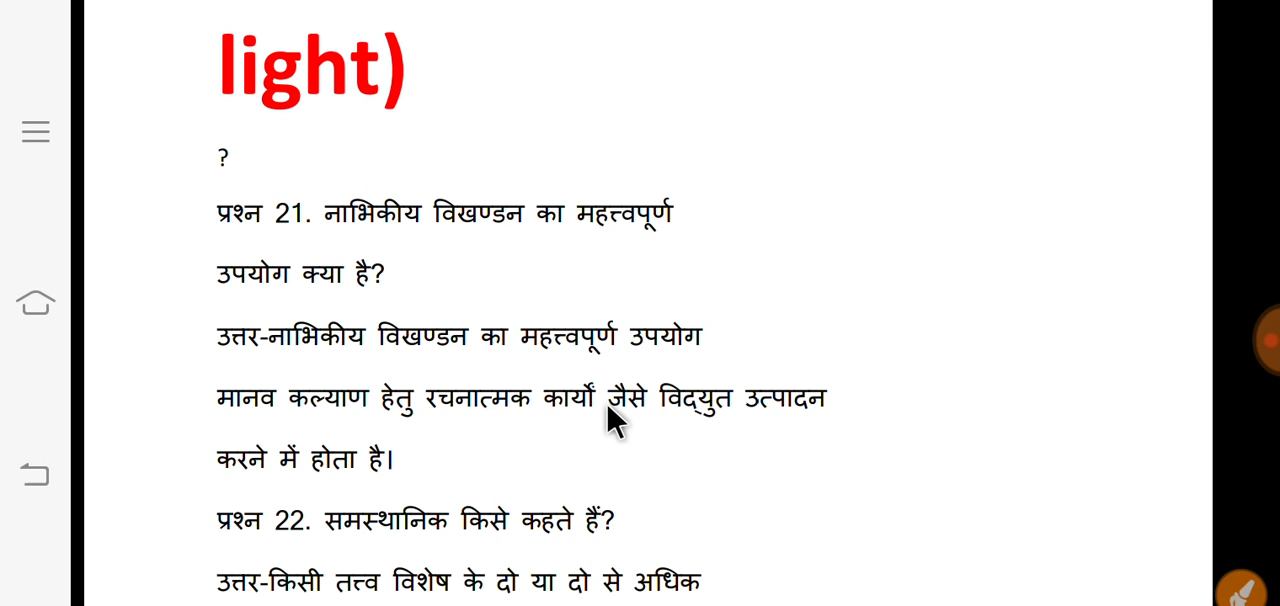 light)
?
प्रश्न 21. नाभिकीय विखण्डन का महत्त्वपूर्ण
उपयोग क्या है?
उत्तर-नाभिकीय विखण्डन का महत्त्वपूर्ण उपयोग
मानव कल्याण हेतु रचनात्मक कार्यों जैसे विद्युत उत्पादन
करने में होता है।
प्रश्न 22. समस्थानिक किसे कहते हैं?
उत्तर-किसी तत्त्व विशेष के दो या दो से अधिक